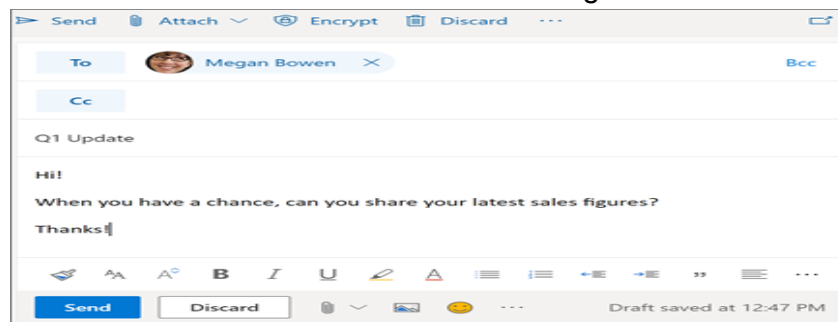 Send Attach Encrypt Discard ...
To Megan Bowen Bcc
Cc
Q1 Update
Hi!
When you have a chance, can you share your latest sales figures?
Thanks!
B I U A
Send Discard ... Draft saved at 12:47 PM